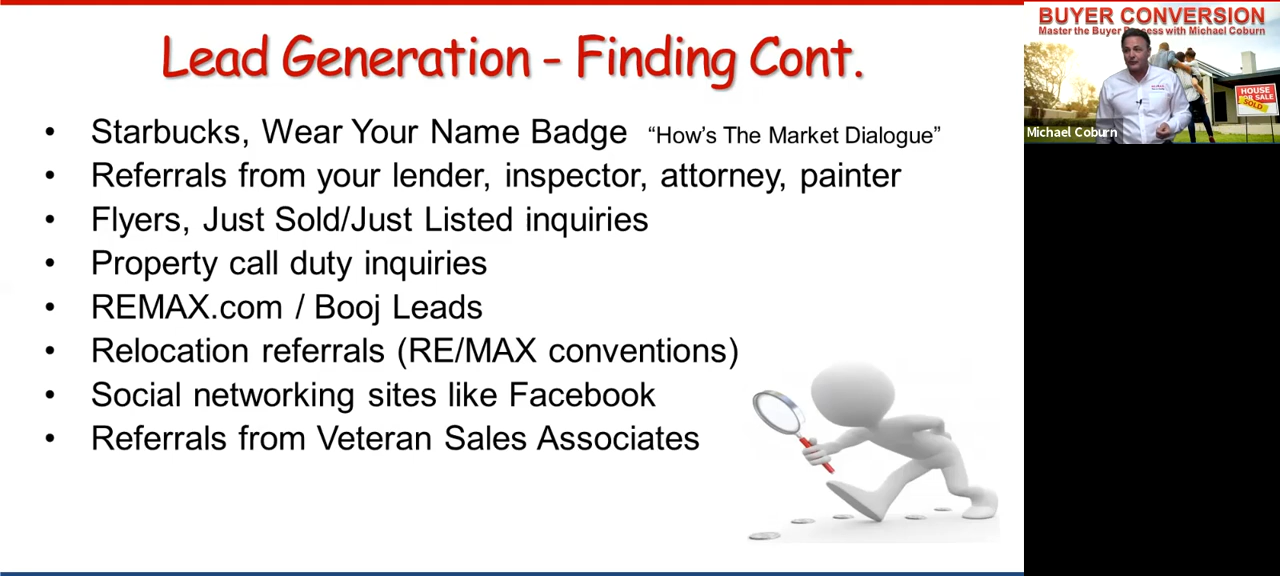 Lead Generation - Finding Cont.
• Starbucks, Wear Your Name Badge “How’s The Market Dialogue”
• Referrals from your lender, inspector, attorney, painter
• Flyers, Just Sold/Just Listed inquiries
• Property call duty inquiries
• REMAX.com / Booj Leads
• Relocation referrals (RE/MAX conventions)
• Social networking sites like Facebook
• Referrals from Veteran Sales Associates
BUYER CONVERSION
Master the Buyer with Michael Coburn
HOUSE
FOR SALE
SOLD
Michael Coburn